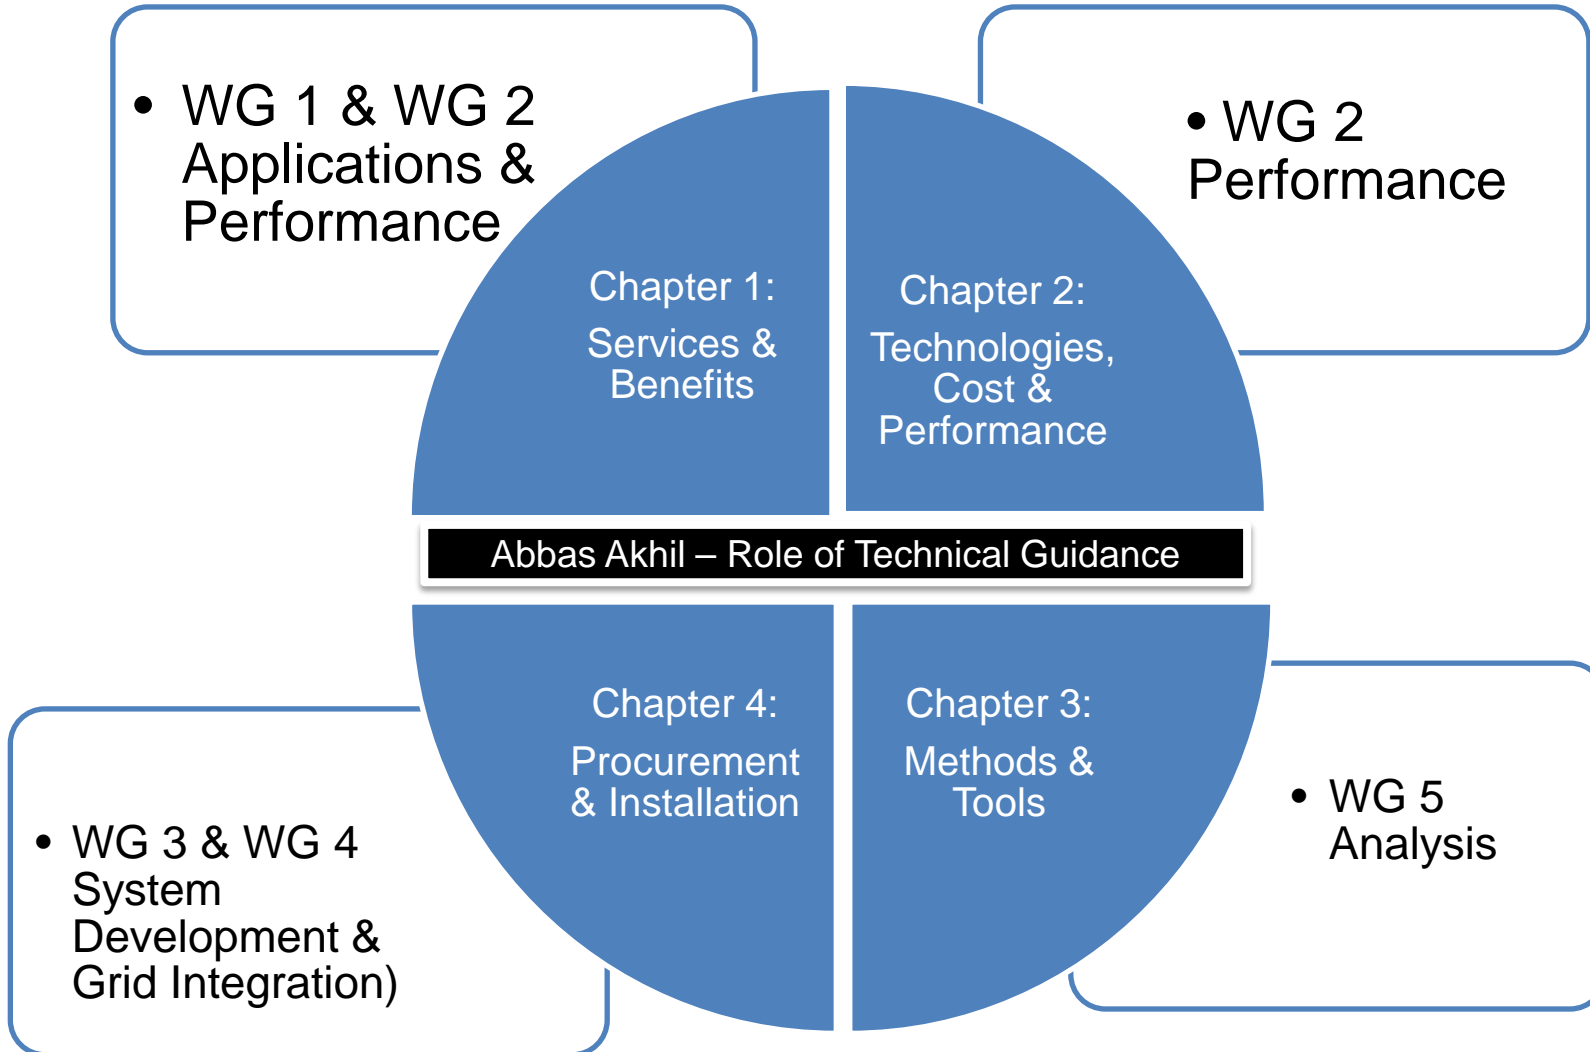 • WG 1 & WG 2
Applications &
Performance
• WG 2
Performance
Chapter 1:
Services &
Benefits
Chapter 2:
Technologies,
Cost &
Performance
Abbas Akhil – Role of Technical Guidance
Chapter 4:
Procurement
& Installation
Chapter 3:
Methods &
Tools
• WG 3 & WG 4
System
Development &
Grid Integration)
• WG 5
Analysis